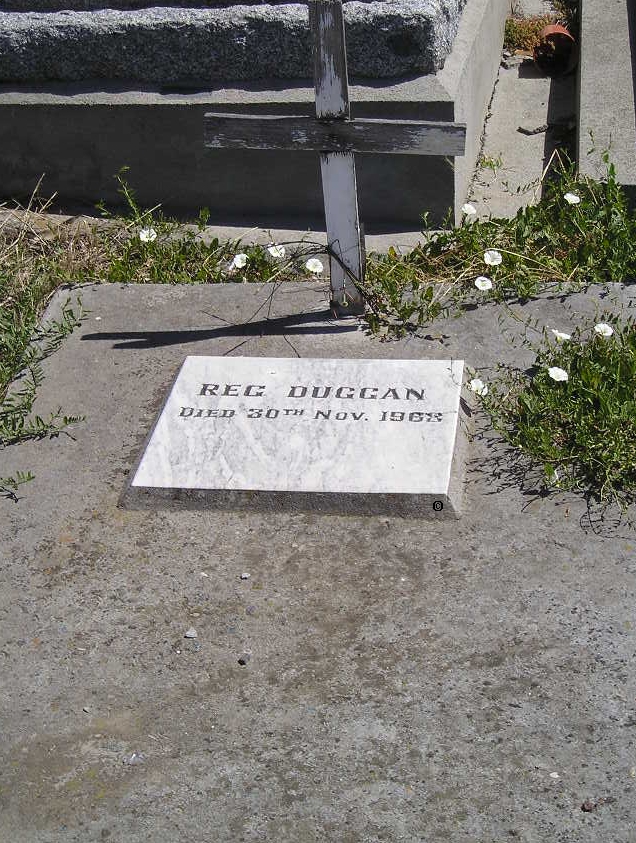 REG DUGGAN
DIED 30TH NOV. 1968